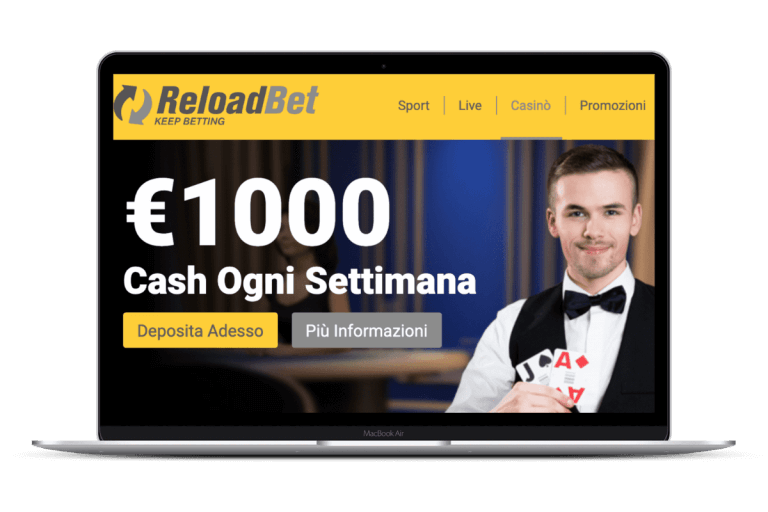 ReloadBet
KEEP BETTING
Sport
Live
Casinò
Promozioni
€1000
Cash Ogni Settimana
Deposita Adesso
Più Informazioni
J
A
A
MacBook Air